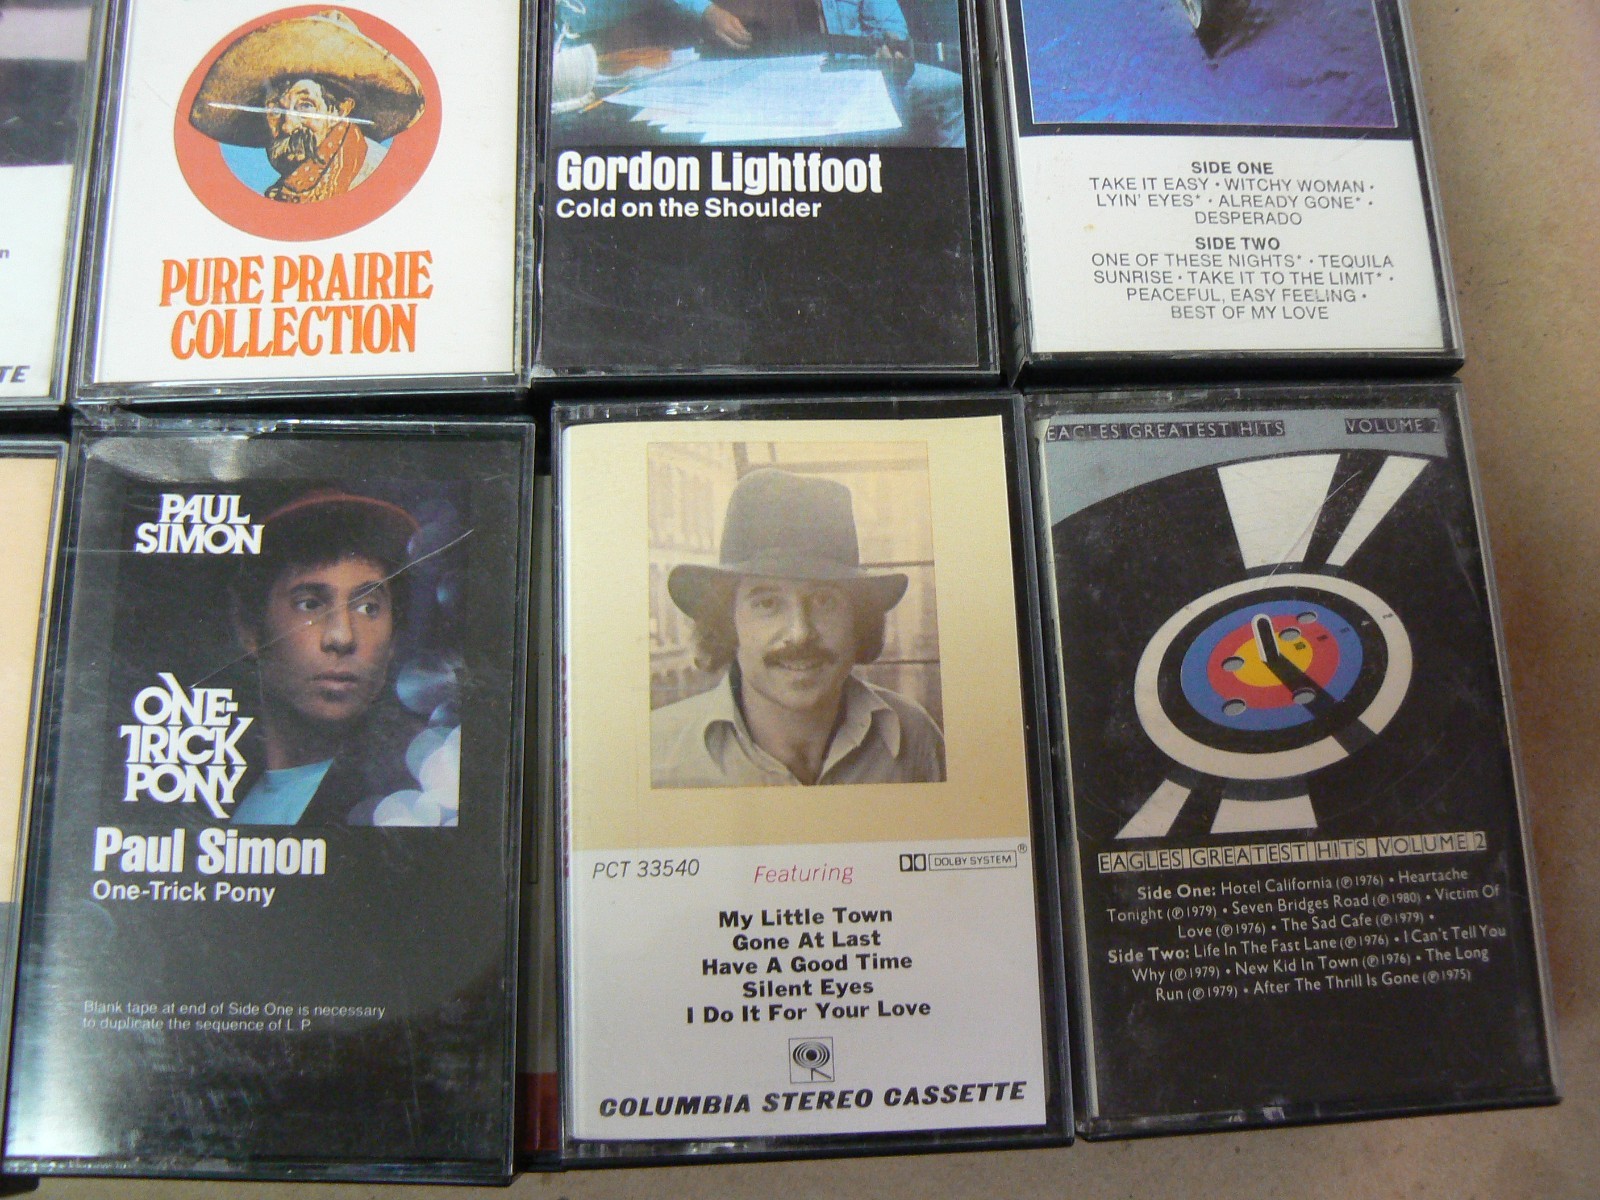 n
TE
PURE PRAIRIE
COLLECTION
Gordon Lightfoot
Cold on the Shoulder
SIDE ONE
TAKE IT EASY • WITCHY WOMAN •
LYIN' EYES* • ALREADY GONE* •
DESPERADO
SIDE TWO
ONE OF THESE NIGHTS* • TEQUILA
SUNRISE • TAKE IT TO THE LIMIT* •
PEACEFUL, EASY FEELING •
BEST OF MY LOVE
PAUL
SIMON
ONE-
TRICK
PONY
Paul Simon
One-Trick Pony
Blank tape at end of Side One is necessary
to duplicate the sequence of L P
PCT 33540
Featuring
DOLBY SYSTEM®
My Little Town
Gone At Last
Have A Good Time
Silent Eyes
I Do It For Your Love
COLUMBIA STEREO CASSETTE
EAGLES GREATEST HITS VOLUME 2
2
4
8
10
EAGLES GREATEST HITS VOLUME 2
Side One: Hotel California (℗ 1976) • Heartache
Tonight (℗ 1979) • Seven Bridges Road (℗ 1980) • Victim Of
Love (℗ 1976) • The Sad Cafe (℗ 1979) •
Side Two: Life In The Fast Lane (℗ 1976) • I Can't Tell You
Why (℗ 1979) • New Kid In Town (℗ 1976) • The Long
Run (℗ 1979) • After The Thrill Is Gone (℗ 1975)